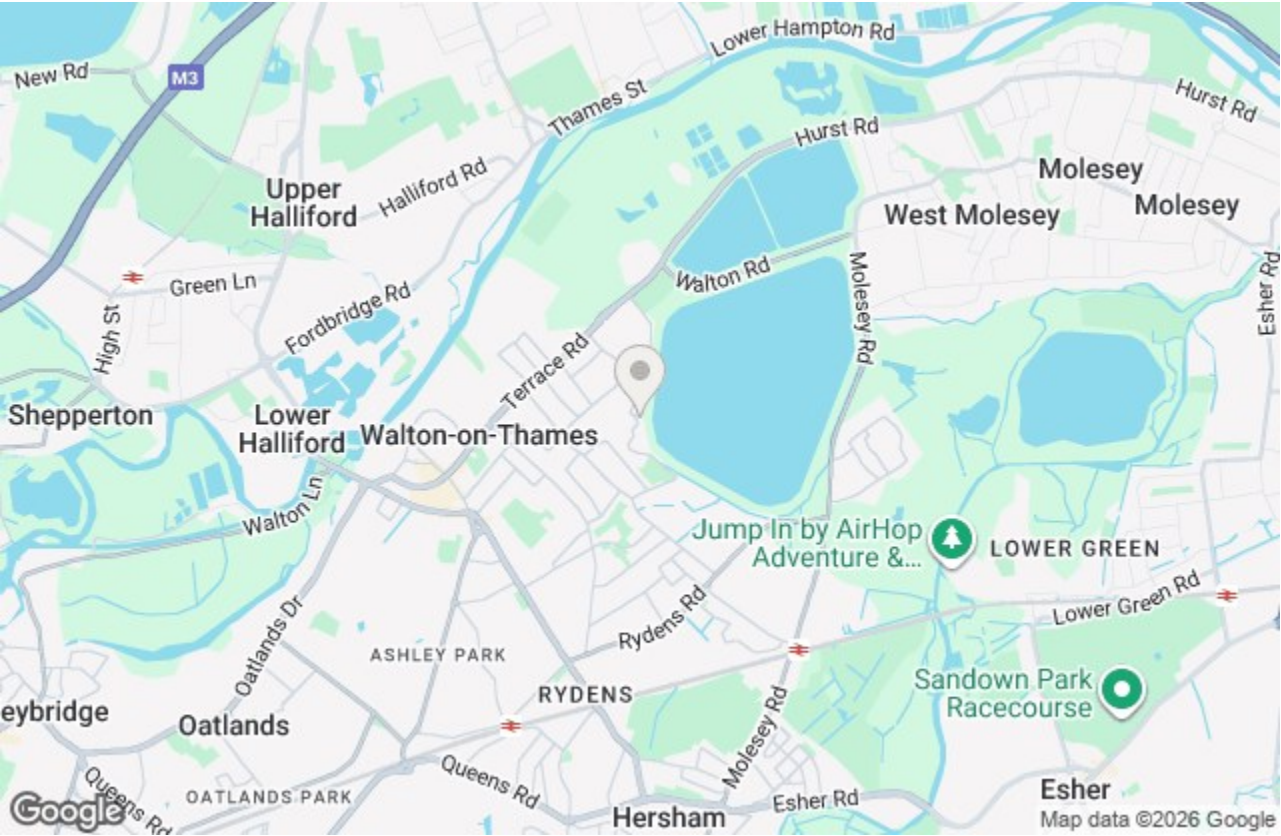 Lower Hampton Rd
New Rd
M3
Thames St
Hurst Rd
Hurst Rd
Molesey
Molesey
Upper
Halliford
Halliford Rd
West Molesey
Green Ln
Walton Rd
Molesey Rd
Esher Rd
High St
Fordbridge Rd
Terrace Rd
Shepperton
Lower
Halliford
Walton-on-Thames
Walton Ln
Jump In by AirHop
Adventure &...
LOWER GREEN
Lower Green Rd
Oatlands Dr
Rydens Rd
ASHLEY PARK
RYDENS
Sandown Park
Racecourse
eybridge
Oatlands
Molesey Rd
Queens Rd
Queens Rd
OATLANDS PARK
Esher Rd
Esher
Hersham
Google
Map data ©2026 Google